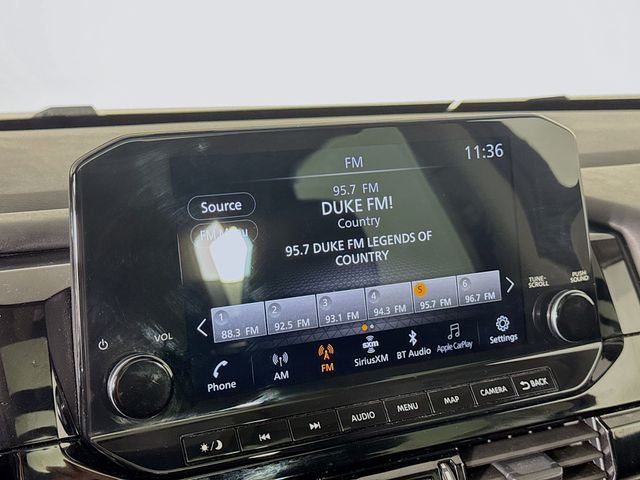 FM
11:36
95.7 FM
DUKE FM!
Country
Source
FM Menu
95.7 DUKE FM LEGENDS OF
COUNTRY
1 2 3 4 5 6
88.3 FM 92.5 FM 93.1 FM 94.3 FM 95.7 FM 96.7 FM
Phone AM FM SiriusXM BT Audio Apple CarPlay Settings
sxm
VOL
TUNE-
SCROLL
PUSH
SOUND
AUDIO MENU MAP CAMERA BACK